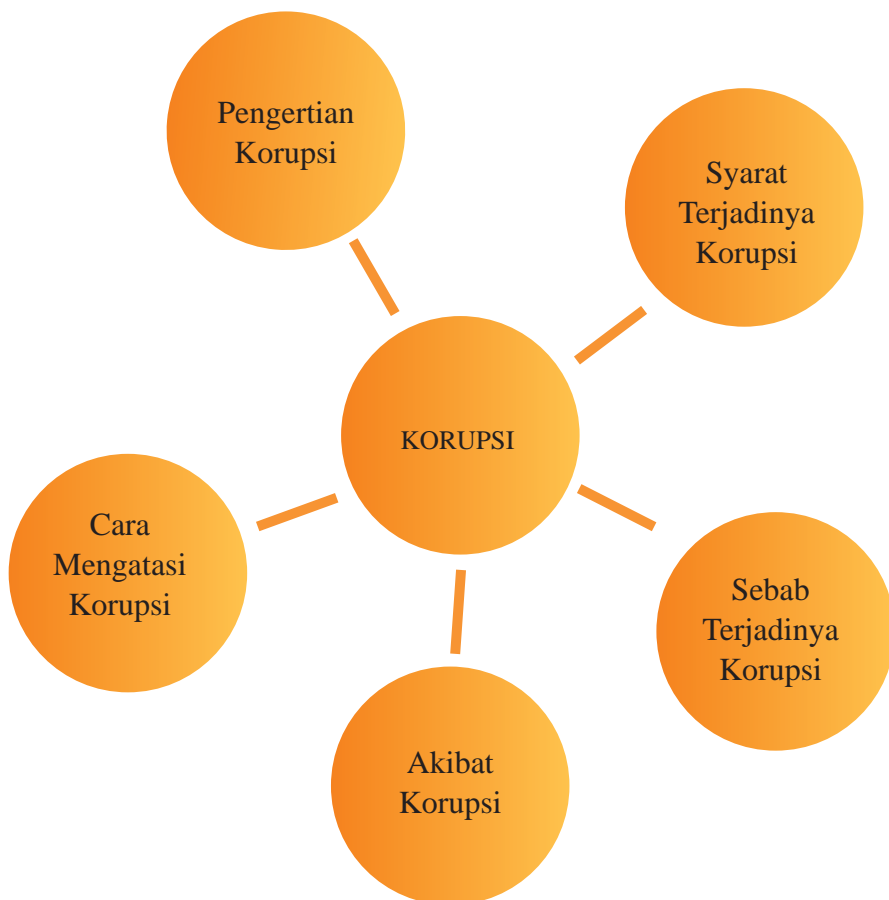 Pengertian
Korupsi
Syarat
Terjadinya
Korupsi
KORUPSI
Cara
Mengatasi
Korupsi
Sebab
Terjadinya
Korupsi
Akibat
Korupsi